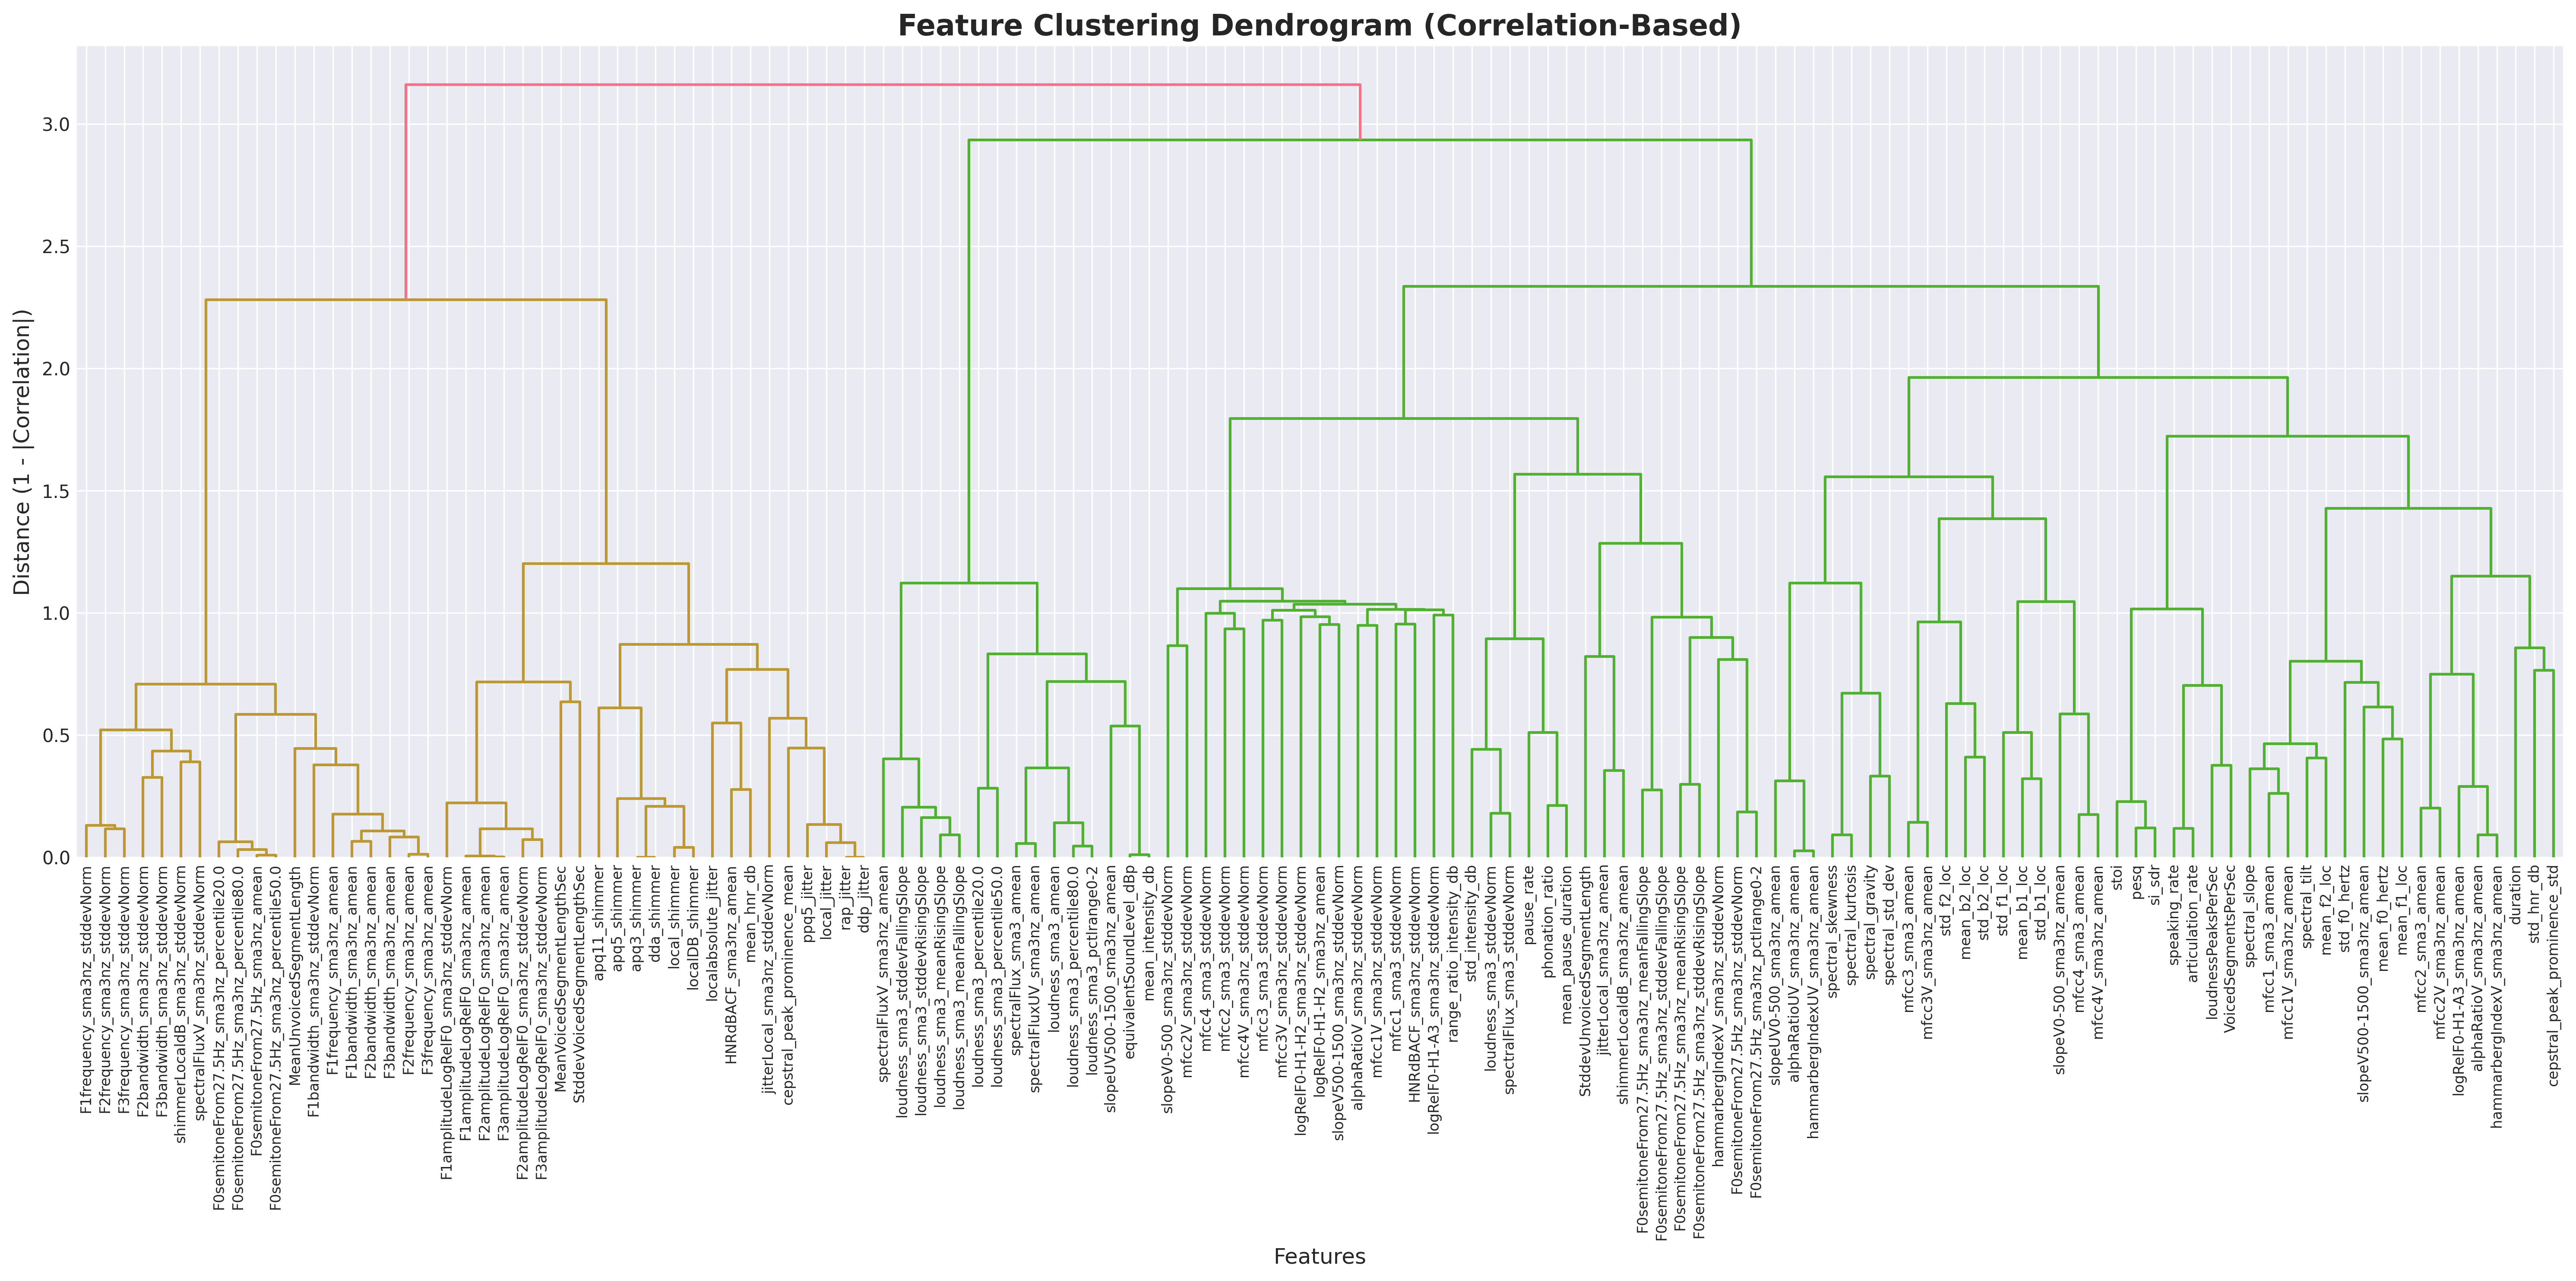 Feature Clustering Dendrogram (Correlation-Based)
Distance (1 - |Correlation|)
3.0
2.5
2.0
1.5
1.0
0.5
0.0
F1frequency_sma3nz_stddevNorm
F2frequency_sma3nz_stddevNorm
F3frequency_sma3nz_stddevNorm
F2bandwidth_sma3nz_stddevNorm
F3bandwidth_sma3nz_stddevNorm
shimmerLocaldB_sma3nz_stddevNorm
spectralFluxV_sma3nz_stddevNorm
F0semitoneFrom27.5Hz_sma3nz_percentile20.0
F0semitoneFrom27.5Hz_sma3nz_percentile80.0
F0semitoneFrom27.5Hz_sma3nz_amean
F0semitoneFrom27.5Hz_sma3nz_percentile50.0
MeanUnvoicedSegmentLength
F1bandwidth_sma3nz_stddevNorm
F1frequency_sma3nz_amean
F1bandwidth_sma3nz_amean
F2bandwidth_sma3nz_amean
F3bandwidth_sma3nz_amean
F2frequency_sma3nz_amean
F3frequency_sma3nz_amean
F1amplitudeLogRelF0_sma3nz_stddevNorm
F1amplitudeLogRelF0_sma3nz_amean
F2amplitudeLogRelF0_sma3nz_amean
F3amplitudeLogRelF0_sma3nz_amean
F2amplitudeLogRelF0_sma3nz_stddevNorm
F3amplitudeLogRelF0_sma3nz_stddevNorm
MeanVoicedSegmentLengthSec
StddevVoicedSegmentLengthSec
apq11_shimmer
apq5_shimmer
apq3_shimmer
dda_shimmer
local_shimmer
localDB_shimmer
localabsolute_jitter
HNRdBACF_sma3nz_amean
mean_hnr_db
jitterLocal_sma3nz_stddevNorm
cepstral_peak_prominence_mean
ppq5_jitter
local_jitter
rap_jitter
ddp_jitter
spectralFluxV_sma3nz_amean
loudness_sma3_stddevFallingSlope
loudness_sma3_stddevRisingSlope
loudness_sma3_meanRisingSlope
loudness_sma3_meanFallingSlope
loudness_sma3_percentile20.0
loudness_sma3_percentile50.0
spectralFlux_sma3_amean
spectralFluxUV_sma3nz_amean
loudness_sma3_amean
loudness_sma3_percentile80.0
loudness_sma3_pctlrange0-2
slopeUV500-1500_sma3nz_amean
equivalentSoundLevel_dBp
mean_intensity_db
slopeV0-500_sma3nz_stddevNorm
mfcc2V_sma3nz_stddevNorm
mfcc4_sma3_stddevNorm
mfcc2_sma3_stddevNorm
mfcc4V_sma3nz_stddevNorm
mfcc3_sma3_stddevNorm
mfcc3V_sma3nz_stddevNorm
logRelF0-H1-H2_sma3nz_stddevNorm
logRelF0-H1-H2_sma3nz_amean
slopeV500-1500_sma3nz_stddevNorm
alphaRatioV_sma3nz_stddevNorm
mfcc1V_sma3nz_stddevNorm
mfcc1_sma3_stddevNorm
HNRdBACF_sma3nz_stddevNorm
logRelF0-H1-A3_sma3nz_stddevNorm
range_ratio_intensity_db
std_intensity_db
loudness_sma3_stddevNorm
spectralFlux_sma3_stddevNorm
pause_rate
phonation_ratio
mean_pause_duration
StddevUnvoicedSegmentLength
jitterLocal_sma3nz_amean
shimmerLocaldB_sma3nz_amean
F0semitoneFrom27.5Hz_sma3nz_meanFallingSlope
F0semitoneFrom27.5Hz_sma3nz_stddevFallingSlope
F0semitoneFrom27.5Hz_sma3nz_meanRisingSlope
F0semitoneFrom27.5Hz_sma3nz_stddevRisingSlope
hammarbergIndexV_sma3nz_stddevNorm
F0semitoneFrom27.5Hz_sma3nz_stddevNorm
F0semitoneFrom27.5Hz_sma3nz_pctlrange0-2
slopeUV0-500_sma3nz_amean
alphaRatioUV_sma3nz_amean
hammarbergIndexUV_sma3nz_amean
spectral_skewness
spectral_kurtosis
spectral_gravity
spectral_std_dev
mfcc3_sma3_amean
mfcc3V_sma3nz_amean
std_f2_loc
mean_b2_loc
std_b2_loc
std_f1_loc
mean_b1_loc
std_b1_loc
slopeV0-500_sma3nz_amean
mfcc4_sma3_amean
mfcc4V_sma3nz_amean
stoi
pesq
si_sdr
speaking_rate
articulation_rate
loudnessPeaksPerSec
VoicedSegmentsPerSec
spectral_slope
mfcc1_sma3_amean
mfcc1V_sma3nz_amean
spectral_tilt
mean_f2_loc
std_f0_hertz
slopeV500-1500_sma3nz_amean
mean_f0_hertz
mean_f1_loc
mfcc2_sma3_amean
mfcc2V_sma3nz_amean
logRelF0-H1-A3_sma3nz_amean
alphaRatioV_sma3nz_amean
hammarbergIndexV_sma3nz_amean
duration
std_hnr_db
cepstral_peak_prominence_std
Features